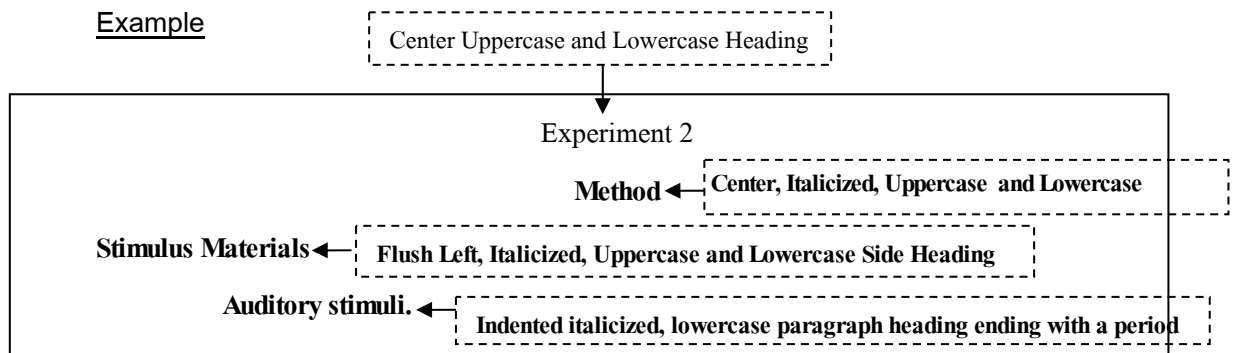 Example
Center Uppercase and Lowercase Heading
Experiment 2
Method
Center, Italicized, Uppercase and Lowercase
Stimulus Materials
Flush Left, Italicized, Uppercase and Lowercase Side Heading
Auditory stimuli.
Indented italicized, lowercase paragraph heading ending with a period